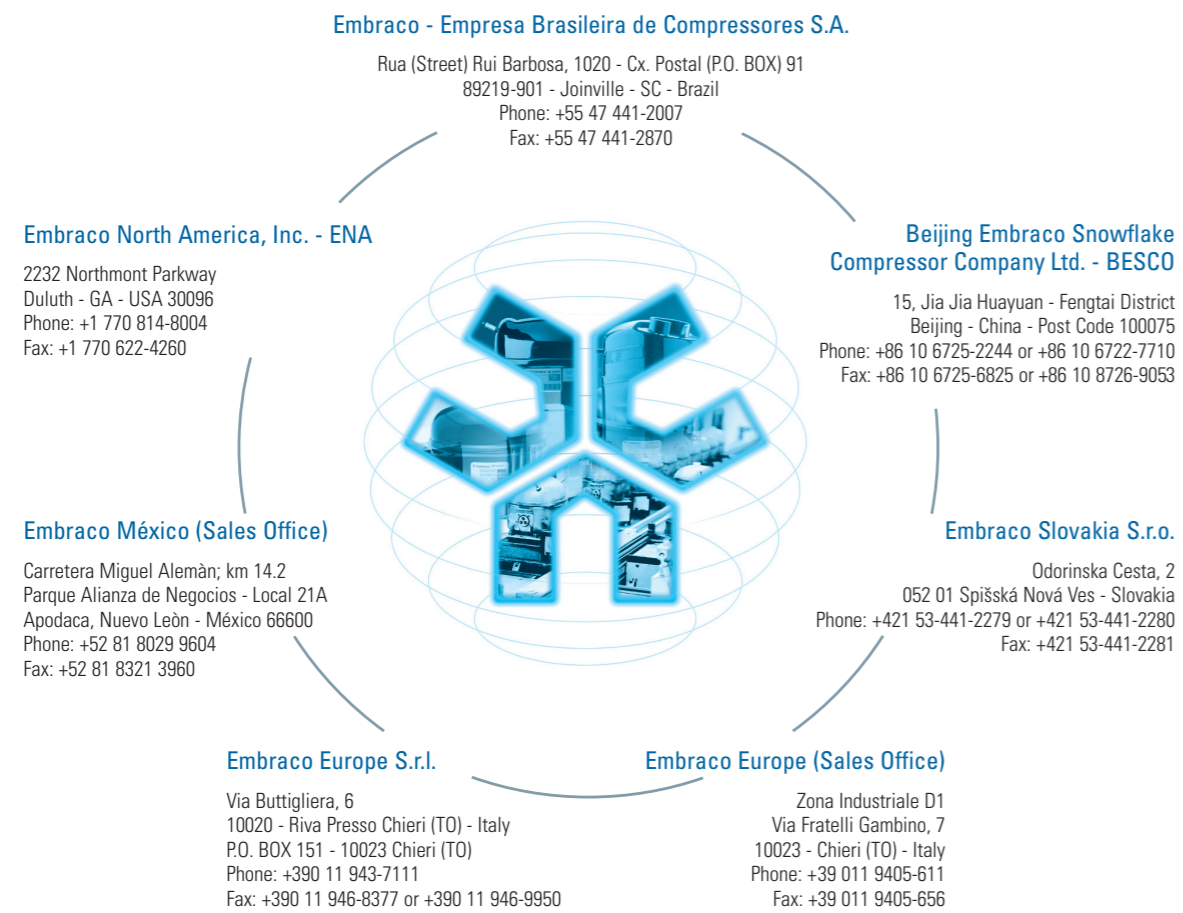 Embraco - Empresa Brasileira de Compressores S.A.
Rua (Street) Rui Barbosa, 1020 - Cx. Postal (P.O. BOX) 91
89219-901 - Joinville - SC - Brazil
Phone: +55 47 441-2007
Fax: +55 47 441-2870
Embraco North America, Inc. - ENA
2232 Northmont Parkway
Duluth - GA - USA 30096
Phone: +1 770 814-8004
Fax: +1 770 622-4260
Beijing Embraco Snowflake
Compressor Company Ltd. - BESCO
15, Jia Jia Huayuan - Fengtai District
Beijing - China - Post Code 100075
Phone: +86 10 6725-2244 or +86 10 6722-7710
Fax: +86 10 6725-6825 or +86 10 8726-9053
Embraco México (Sales Office)
Carretera Miguel Alemàn; km 14.2
Parque Alianza de Negocios - Local 21A
Apodaca, Nuevo Leòn - México 66600
Phone: +52 81 8029 9604
Fax: +52 81 8321 3960
Embraco Slovakia S.r.o.
Odorinska Cesta, 2
052 01 Spišská Nová Ves - Slovakia
Phone: +421 53-441-2279 or +421 53-441-2280
Fax: +421 53-441-2281
Embraco Europe S.r.l.
Via Buttigliera, 6
10020 - Riva Presso Chieri (TO) - Italy
P.O. BOX 151 - 10023 Chieri (TO)
Phone: +390 11 943-7111
Fax: +390 11 946-8377 or +390 11 946-9950
Embraco Europe (Sales Office)
Zona Industriale D1
Via Fratelli Gambino, 7
10023 - Chieri (TO) - Italy
Phone: +39 011 9405-611
Fax: +39 011 9405-656